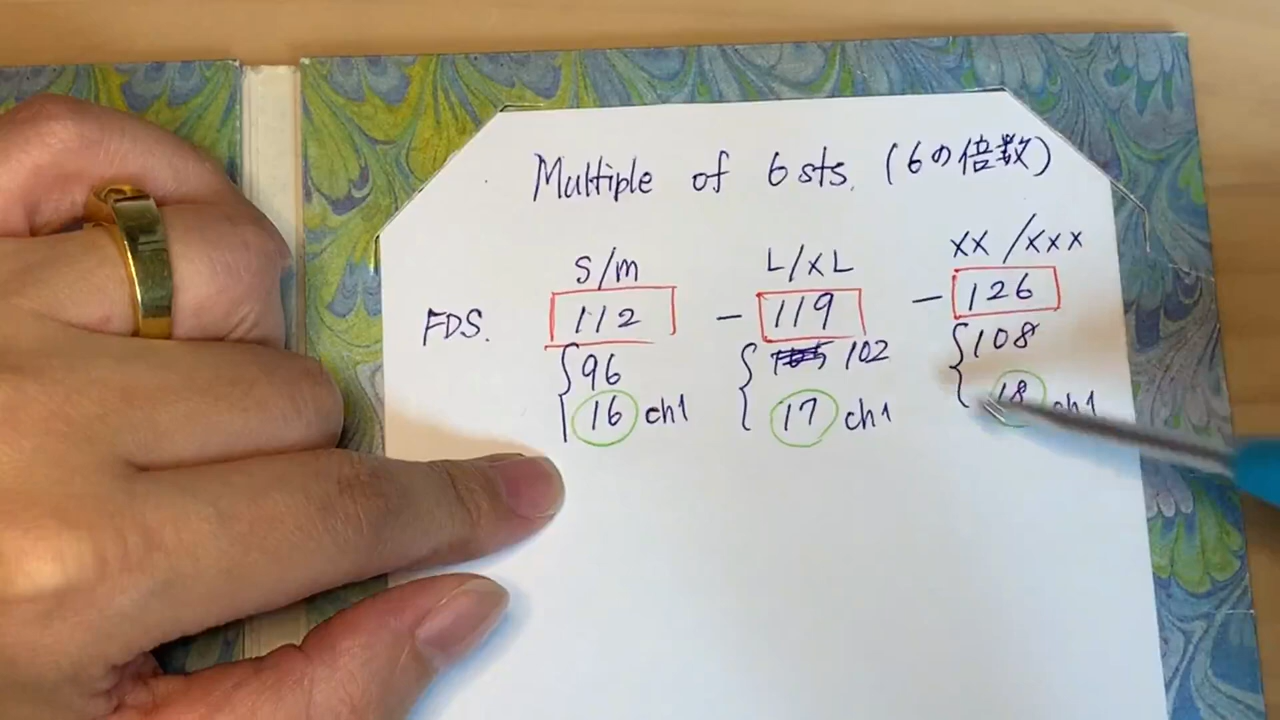 Multiple of 6 sts. (6の倍数)
S/m L/XL XX/XXX
FDS. 112 - 119 - 126
96 102 108
16 ch1 17 ch1 18 ch1